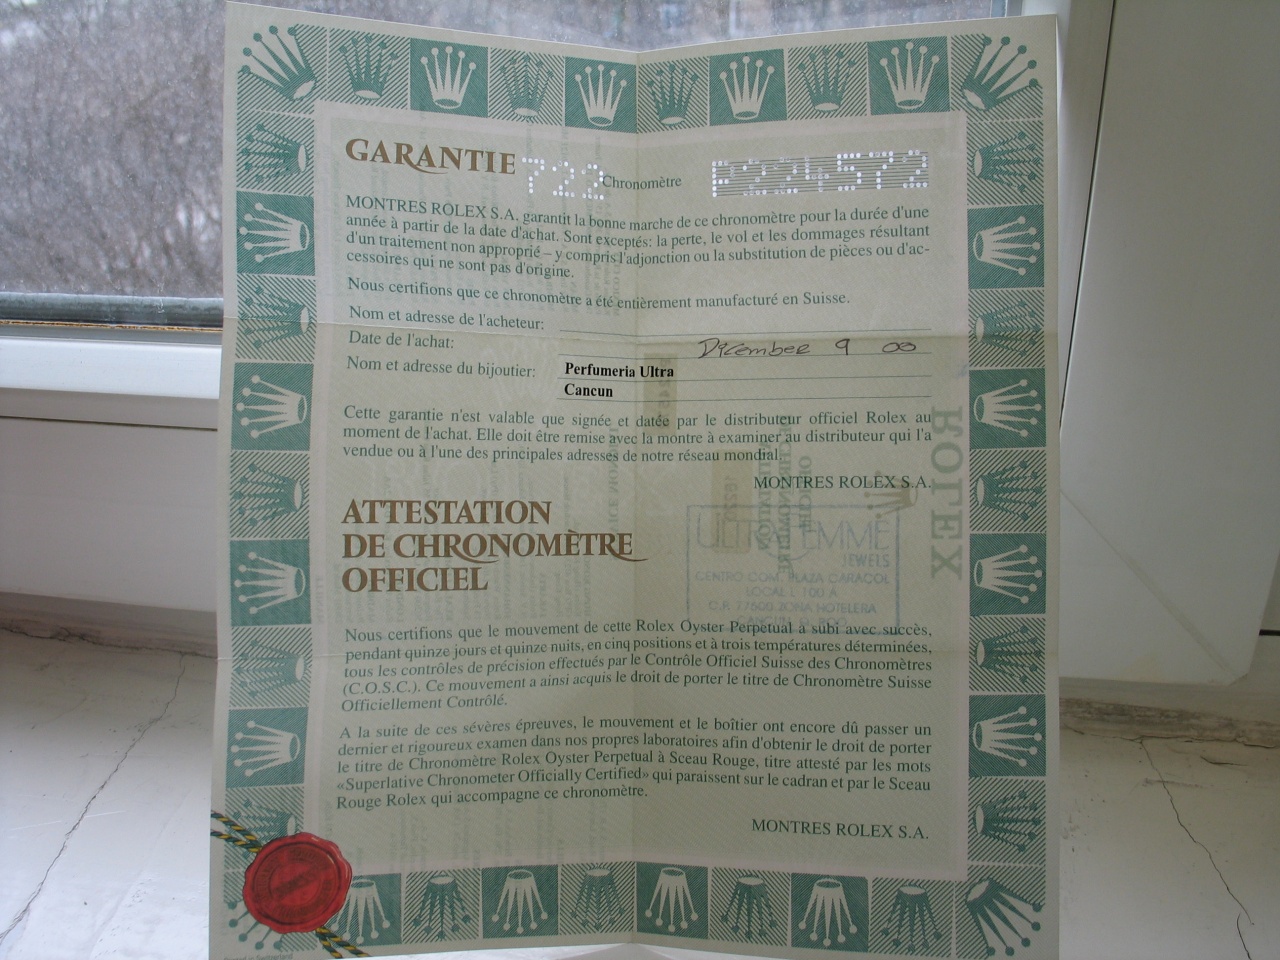 GARANTIE 722 Chronomètre F224572
MONTRES ROLEX S.A. garantit la bonne marche de ce chronomètre pour la durée d'une
année à partir de la date d'achat. Sont exceptés: la perte, le vol et les dommages résultant
d'un traitement non approprié – y compris l'adjonction ou la substitution de pièces ou d'ac-
cessoires qui ne sont pas d'origine.
Nous certifions que ce chronomètre a été entièrement manufacturé en Suisse.
Nom et adresse de l'acheteur:
Date de l'achat: December 9 00
Nom et adresse du bijoutier: Perfumeria Ultra
Cancun
Cette garantie n'est valable que signée et datée par le distributeur officiel Rolex au
moment de l'achat. Elle doit être remise avec la montre à examiner au distributeur qui l'a
vendue ou à l'une des principales adresses de notre réseau mondial.
MONTRES ROLEX S.A.
ATTESTATION
DE CHRONOMÈTRE
OFFICIEL
ULTRA FEMME
JEWELS
CENTRO COM. PLAZA CARACOL
LOCAL L 100 A
C.P. 77500 ZONA HOTELERA
Nous certifions que le mouvement de cette Rolex Oyster Perpetual a subi avec succès,
pendant quinze jours et quinze nuits, en cinq positions et à trois températures déterminées,
tous les contrôles de précision effectués par le Contrôle Officiel Suisse des Chronomètres
(C.O.S.C.). Ce mouvement a ainsi acquis le droit de porter le titre de Chronomètre Suisse
Officiellement Contrôlé.
A la suite de ces sévères épreuves, le mouvement et le boîtier ont encore dû passer un
dernier et rigoureux examen dans nos propres laboratoires afin d'obtenir le droit de porter
le titre de Chronomètre Rolex Oyster Perpetual à Sceau Rouge, titre attesté par les mots
«Superlative Chronometer Officially Certified» qui paraissent sur le cadran et par le Sceau
Rouge Rolex qui accompagne ce chronomètre.
MONTRES ROLEX S.A.
Printed in Switzerland